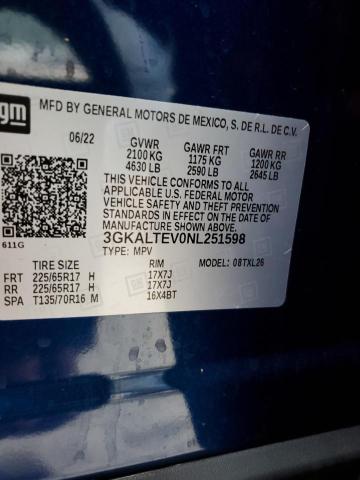 gm
MFD BY GENERAL MOTORS DE MEXICO, S. DE R.L. DE C.V.
06/22 GVWR GAWR FRT GAWR RR
2100 KG 1175 KG 1200 KG
4630 LB 2590 LB 2645 LB
THIS VEHICLE CONFORMS TO ALL
APPLICABLE U.S. FEDERAL MOTOR
VEHICLE SAFETY AND THEFT
PREVENTION STANDARDS IN EFFECT
ON THE DATE OF MANUFACTURE
SHOWN ABOVE.
611G
3GKALTEV0NL251598
TYPE: MPV MODEL: 08TXL26
TIRE SIZE RIM
FRT 225/65R17 H 17X7J
RR 225/65R17 H 17X7J
SPA T135/70R16 M 16X4BT